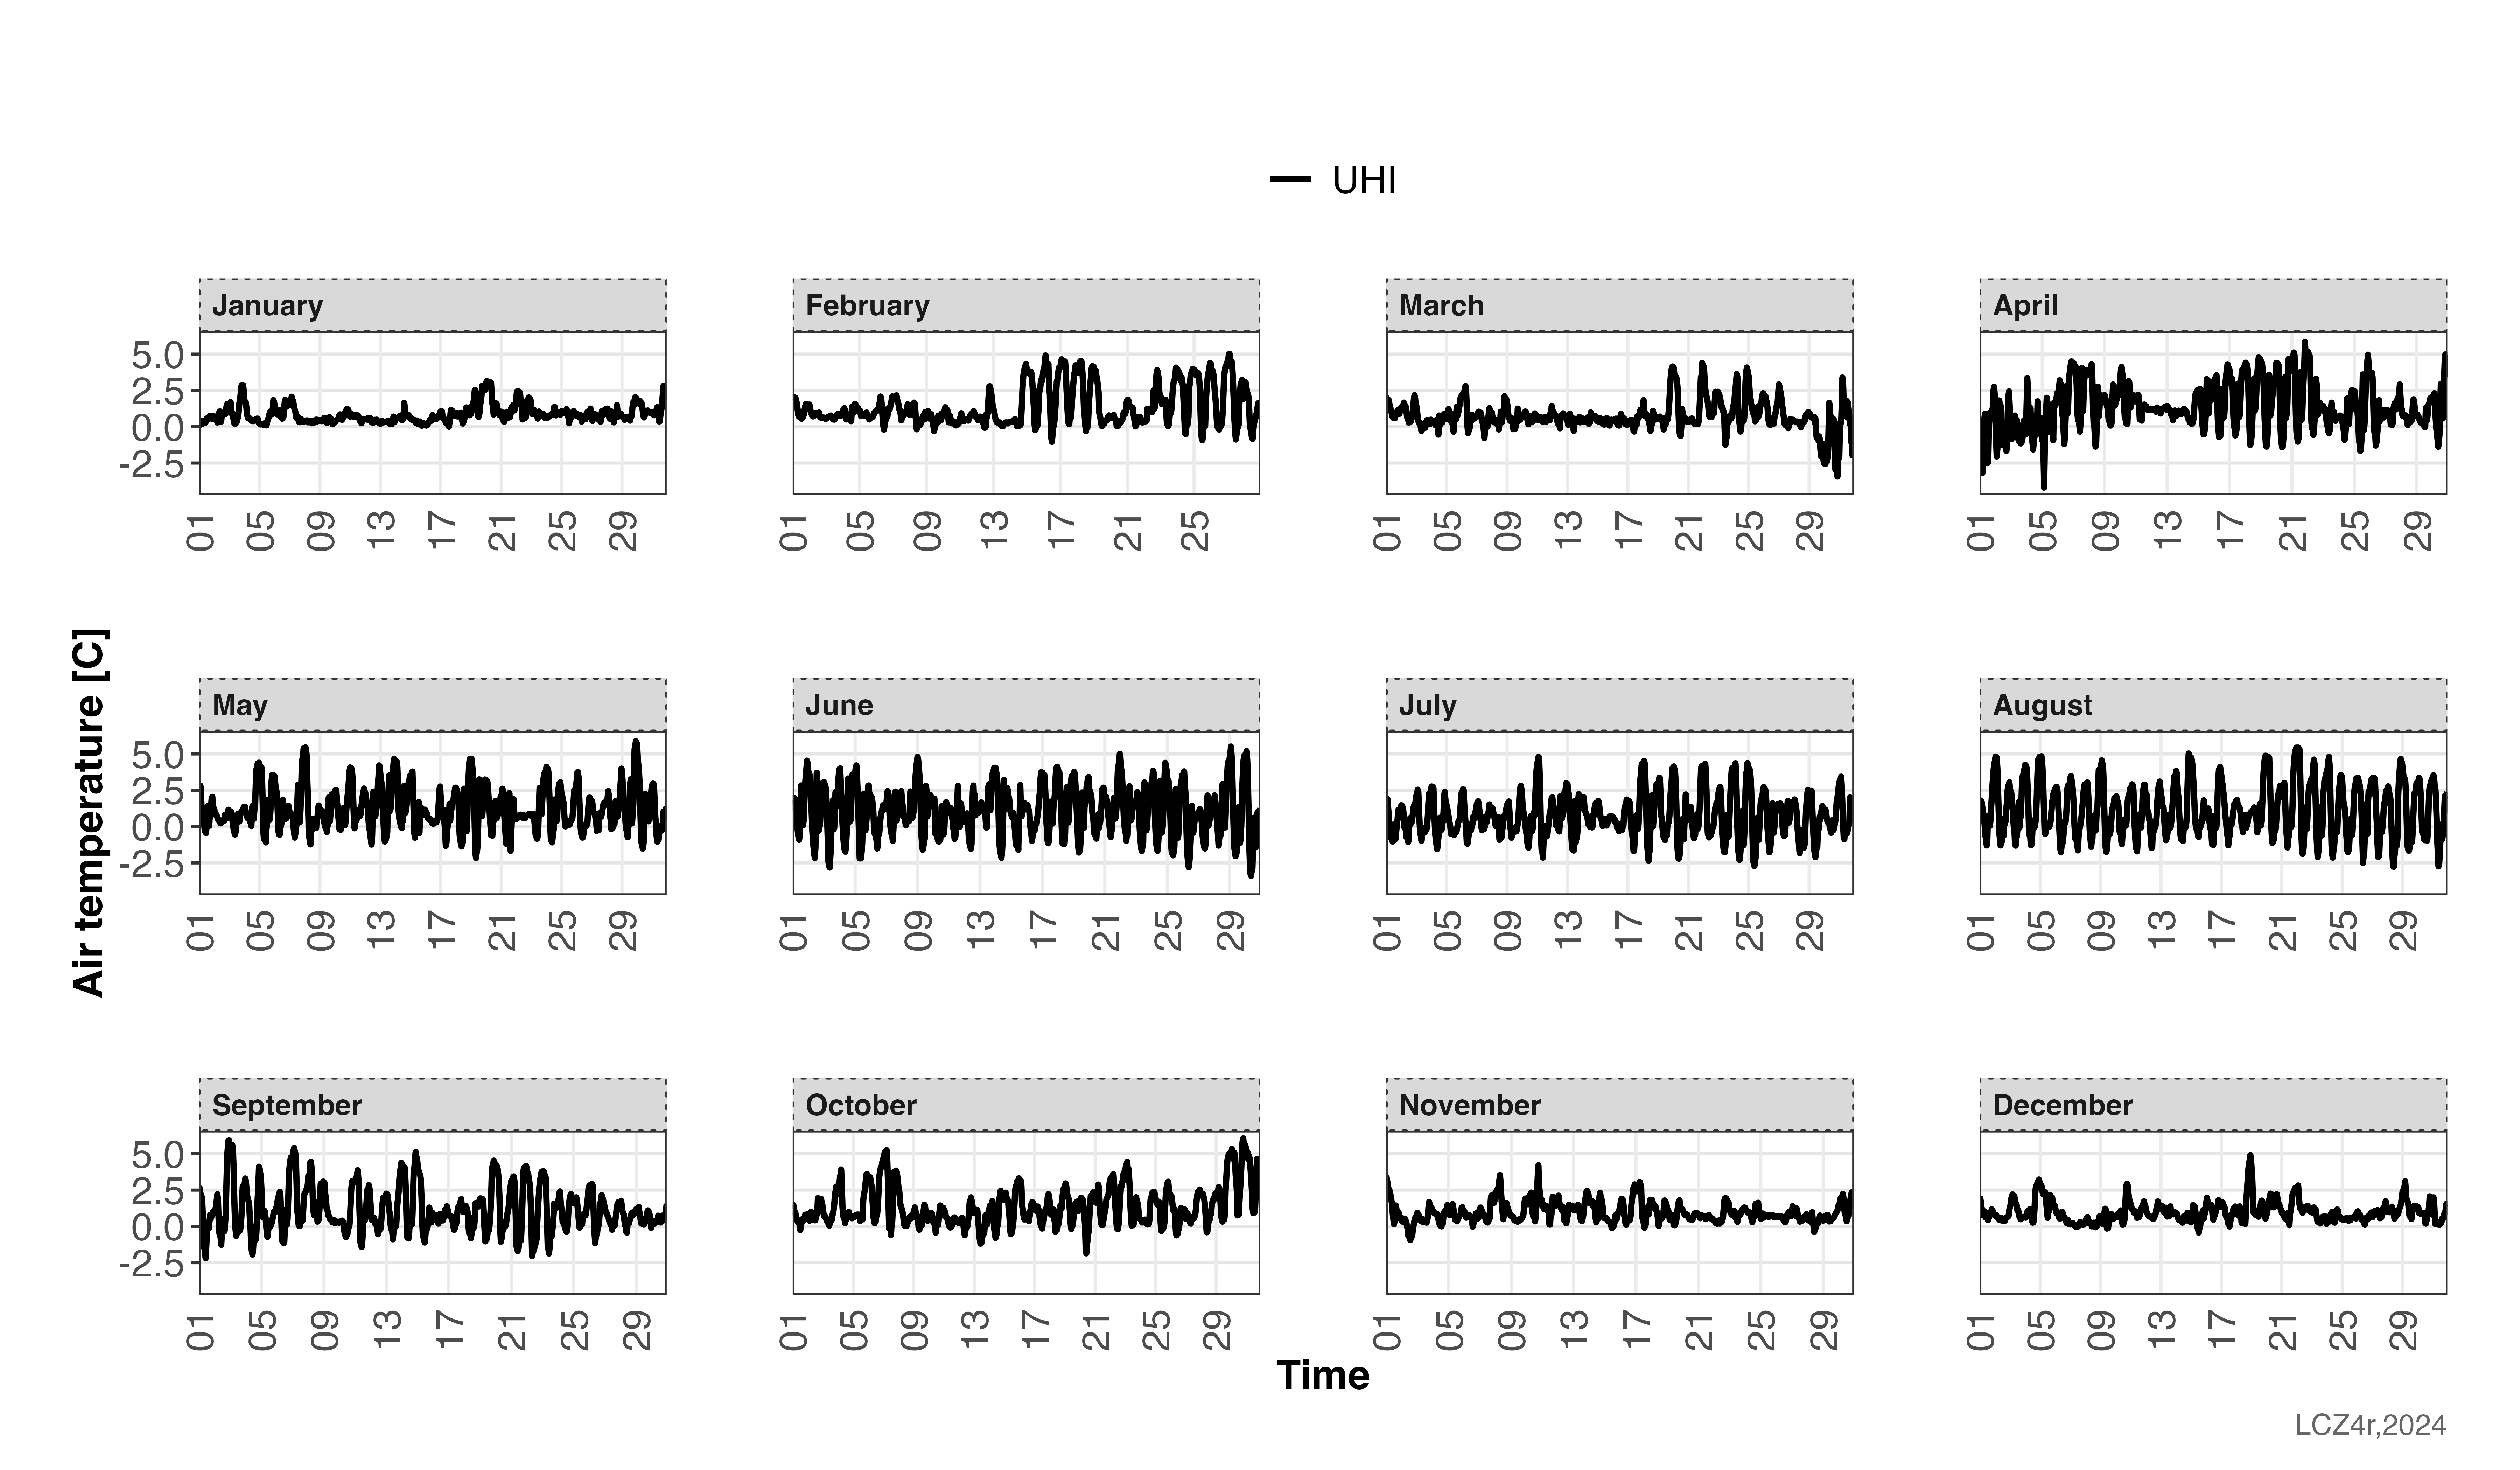 UHI
January February March April
5.0
2.5
0.0
-2.5
01 05 09 13 17 21 25 29 01 05 09 13 17 21 25 01 05 09 13 17 21 25 29 01 05 09 13 17 21 25 29
Air temperature [C]
May June July August
5.0
2.5
0.0
-2.5
01 05 09 13 17 21 25 29 01 05 09 13 17 21 25 29 01 05 09 13 17 21 25 29 01 05 09 13 17 21 25 29
September October November December
5.0
2.5
0.0
-2.5
01 05 09 13 17 21 25 29 01 05 09 13 17 21 25 29 01 05 09 13 17 21 25 29 01 05 09 13 17 21 25 29
Time
LCZ4r,2024